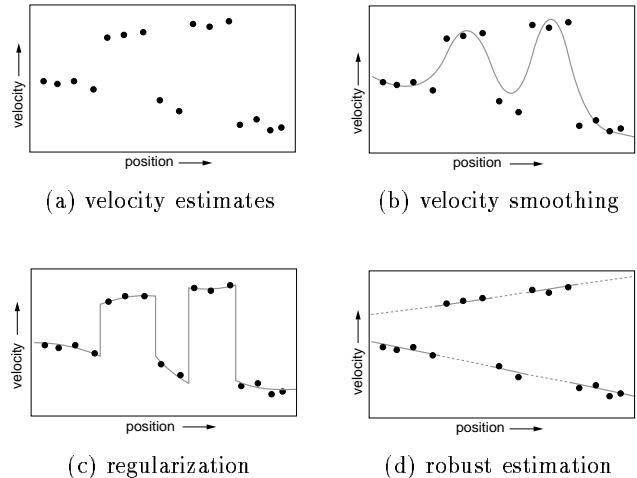 velocity
position
(a) velocity estimates
velocity
position
(b) velocity smoothing
velocity
position
(c) regularization
velocity
position
(d) robust estimation